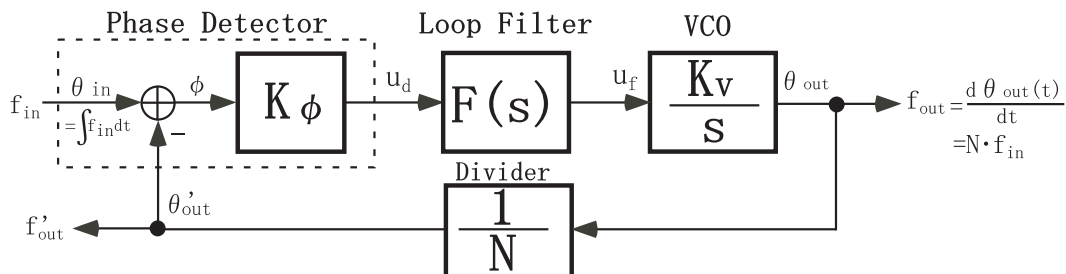 Phase Detector
Loop Filter
VCO
f_in
θ in
=∫f_in dt
φ
−
K φ
u_d
F(s)
u_f
Kv
s
θ out
f_out = d θ out(t)
dt
=N·f_in
Divider
1
N
θ'_out
f'_out